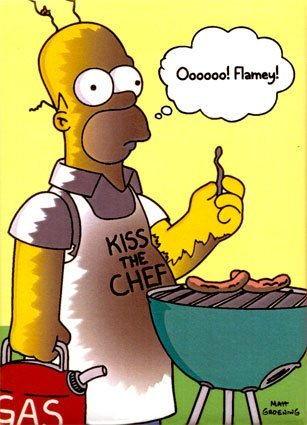 Oooooo! Flamey!
KISS
THE
CHEF
GAS
MATT
GROENING